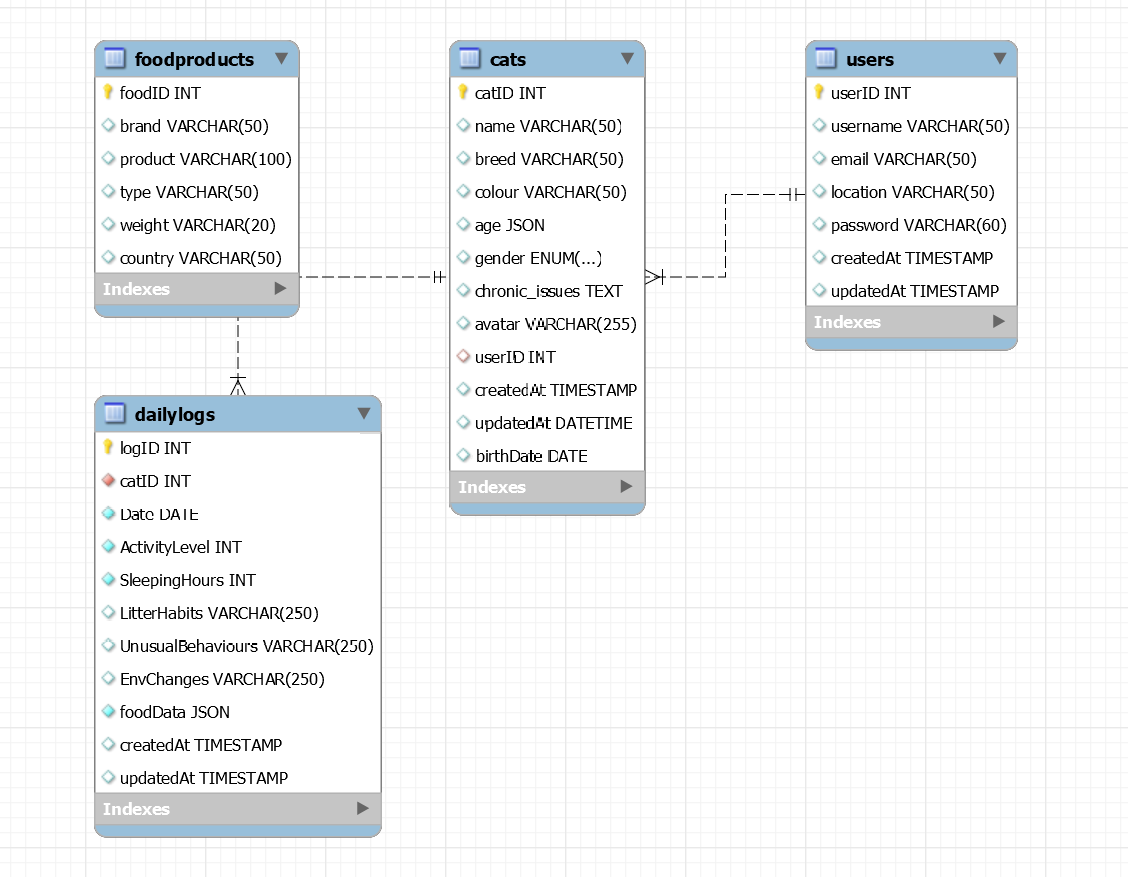 foodproducts
foodID INT
brand VARCHAR(50)
product VARCHAR(100)
type VARCHAR(50)
weight VARCHAR(20)
country VARCHAR(50)
Indexes
cats
catID INT
name VARCHAR(50)
breed VARCHAR(50)
colour VARCHAR(50)
age JSON
gender ENUM(...)
chronic_issues TEXT
avatar VARCHAR(255)
userID INT
createdAt TIMESTAMP
updatedAt DATETIME
birthDate DATE
Indexes
users
userID INT
username VARCHAR(50)
email VARCHAR(50)
location VARCHAR(50)
password VARCHAR(60)
createdAt TIMESTAMP
updatedAt TIMESTAMP
Indexes
dailylogs
logID INT
catID INT
Date DATE
ActivityLevel INT
SleepingHours INT
LitterHabits VARCHAR(250)
UnusualBehaviours VARCHAR(250)
EnvChanges VARCHAR(250)
foodData JSON
createdAt TIMESTAMP
updatedAt TIMESTAMP
Indexes